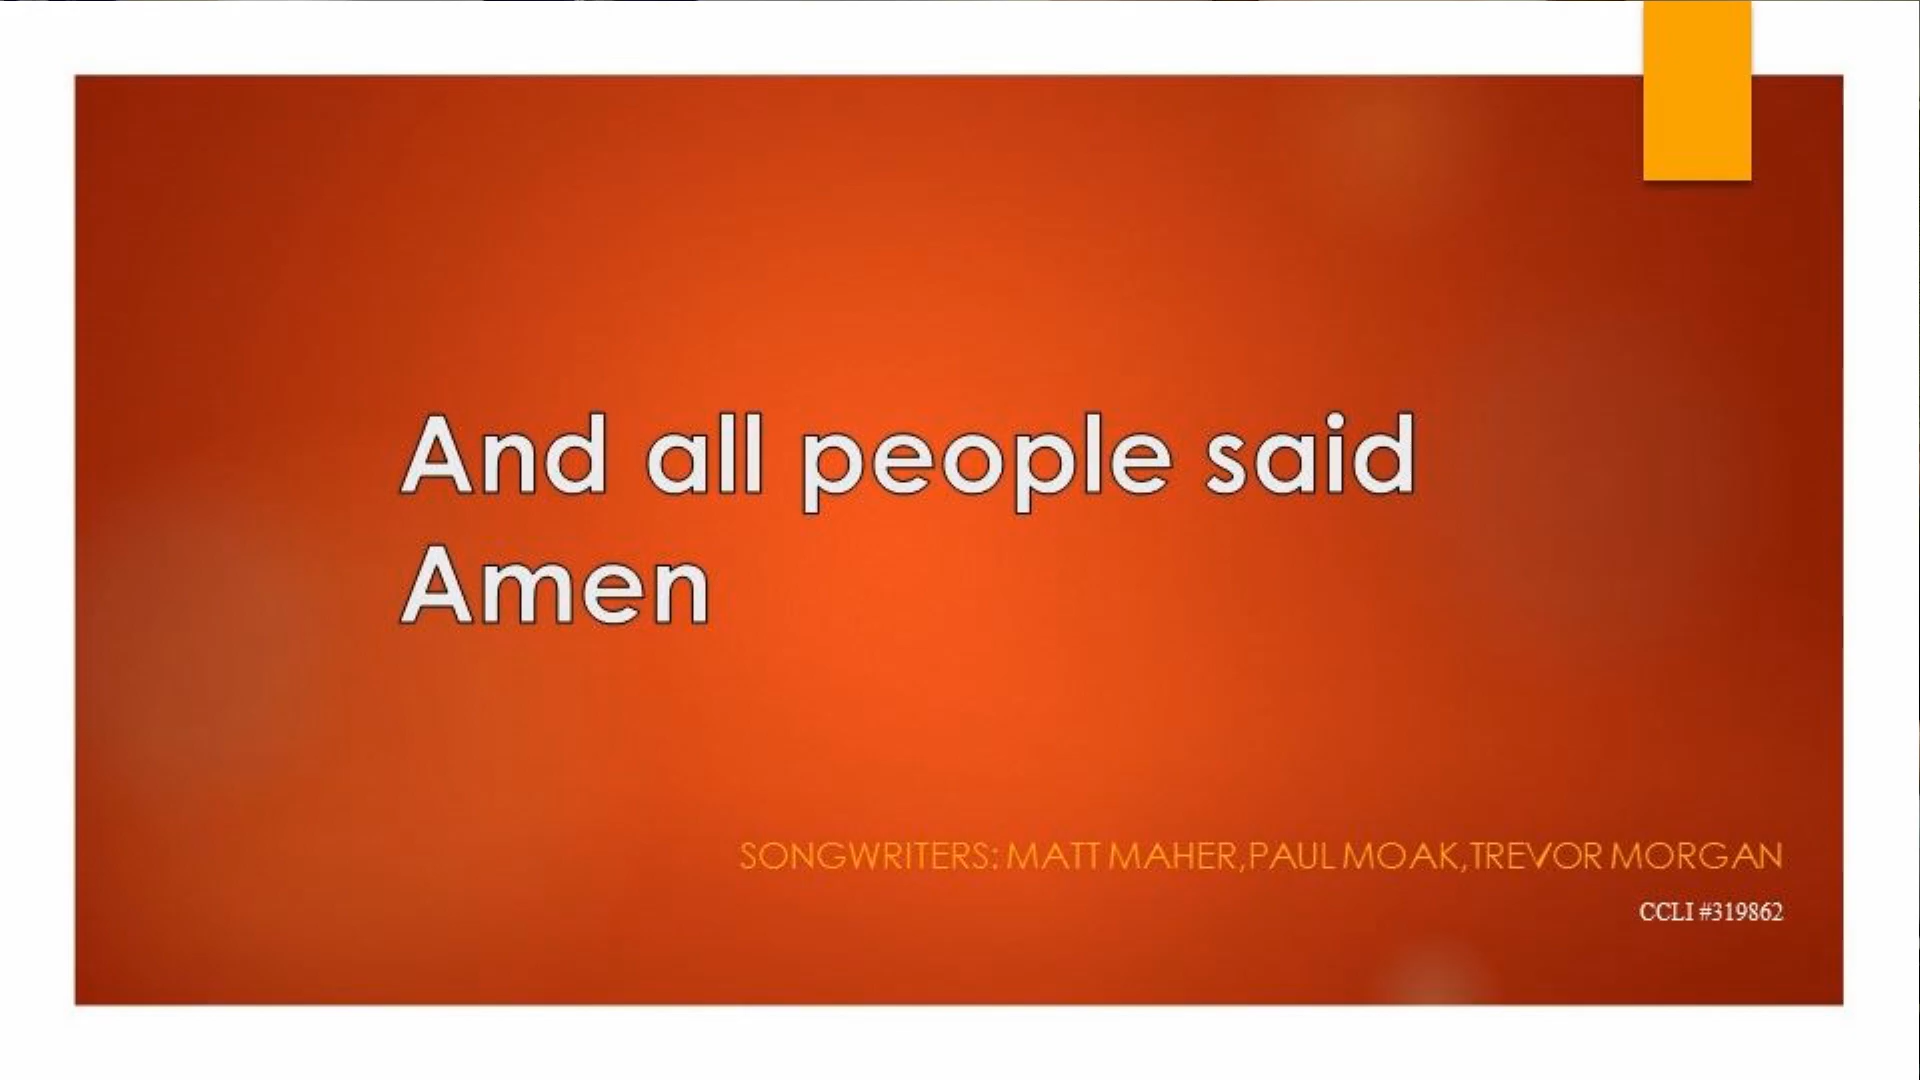 And all people said
Amen
SONGWRITERS: MATT MAHER,PAUL MOAK,TREVOR MORGAN
CCLI #319862